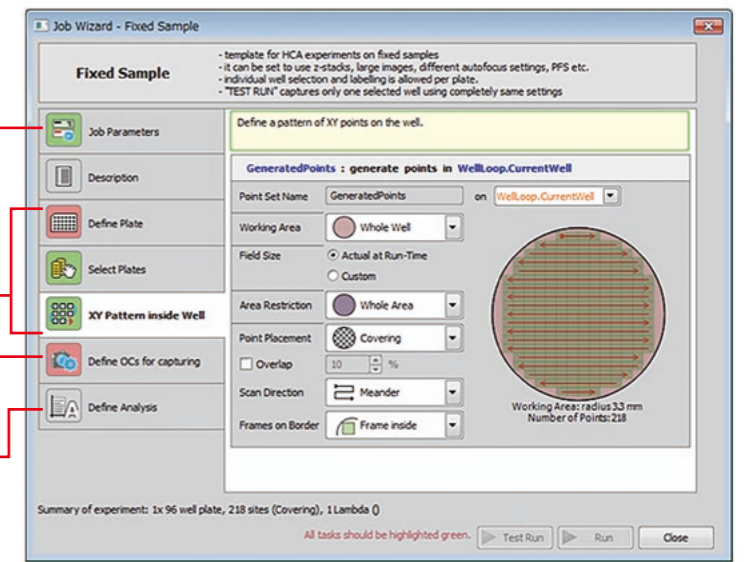 Job Wizard - Fixed Sample
Fixed Sample
- template for HCA experiments on fixed samples
- it can be set to use z-stacks, large images, different autofocus settings, PFS etc.
- individual well selection and labelling is allowed per plate.
- "TEST RUN" captures only one selected well using completely same settings
Job Parameters
Description
Define Plate
Select Plates
XY Pattern inside Well
Define OCs for capturing
Define Analysis
Define a pattern of XY points on the well.
GeneratedPoints : generate points in WellLoop.CurrentWell
Point Set Name GeneratedPoints on WellLoop.CurrentWell
Working Area Whole Well
Field Size Actual at Run-Time
Custom
Area Restriction Whole Area
Point Placement Covering
Overlap 10 %
Scan Direction Meander
Frames on Border Frame inside
Working Area: radius 3.3 mm
Number of Points: 218
Summary of experiment: 1x 96 well plate, 218 sites (Covering), 1 Lambda ()
All tasks should be highlighted green. Test Run Run Close